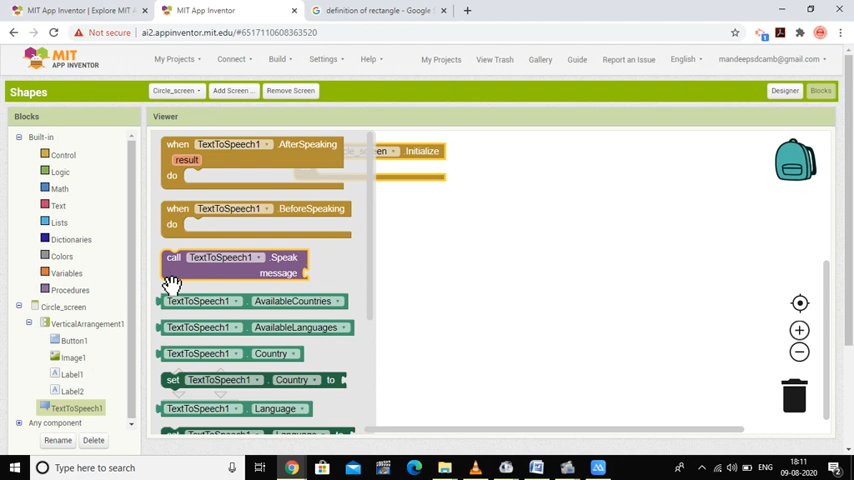 MIT App Inventor | Explore MIT A
MIT App Inventor
definition of rectangle - Google S
Not secure | ai2.appinventor.mit.edu/#6517110608363520
MIT
APP INVENTOR
My Projects
Connect
Build
Settings
Help
My Projects
View Trash
Gallery
Guide
Report an Issue
English
mandeepsdcamb@gmail.com
Shapes
Circle_screen
Add Screen ...
Remove Screen
Designer
Blocks
Blocks
Viewer
Built-in
Control
Logic
Math
Text
Lists
Dictionaries
Colors
Variables
Procedures
Circle_screen
VerticalArrangement1
Button1
Image1
Label1
Label2
TextToSpeech1
Any component
Rename
Delete
when TextToSpeech1 .AfterSpeaking
result
do
when TextToSpeech1 .BeforeSpeaking
do
call TextToSpeech1 .Speak
message
TextToSpeech1 . AvailableCountries
TextToSpeech1 . AvailableLanguages
TextToSpeech1 . Country
set TextToSpeech1 . Country to
TextToSpeech1 . Language
cle_screen .Initialize
Type here to search
ENG
18:11
09-08-2020
2